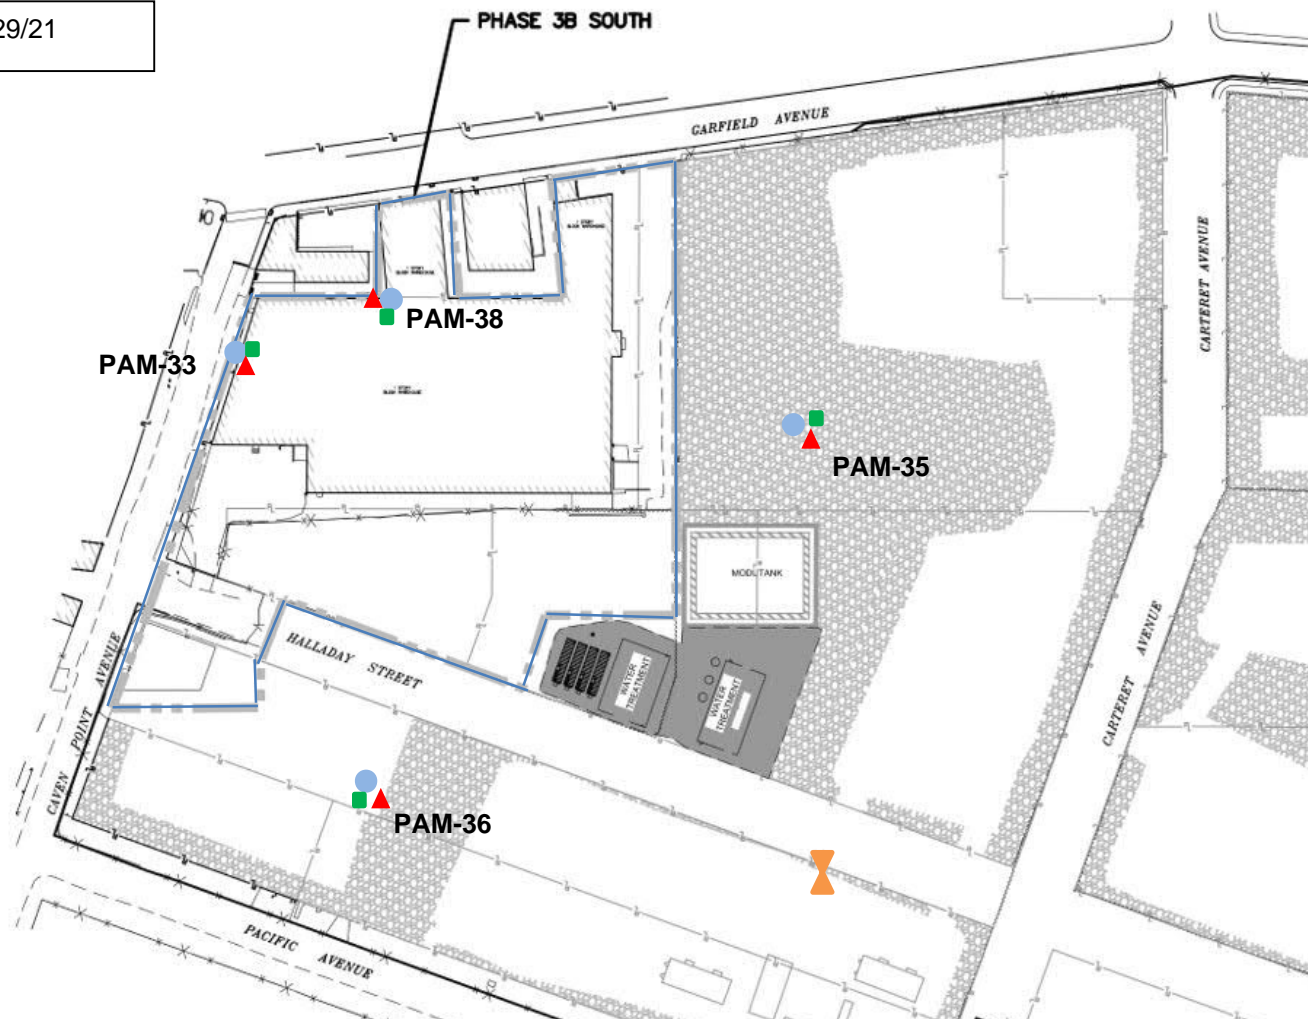 29/21
PHASE 3B SOUTH
GARFIELD AVENUE
CARTERET AVENUE
PAM-38
PAM-33
PAM-35
MODUTANK
HALLADAY STREET
WATER
TREATMENT
WATER
TREATMENT
CAVEN POINT AVENUE
CARTERET AVENUE
PAM-36
PACIFIC AVENUE